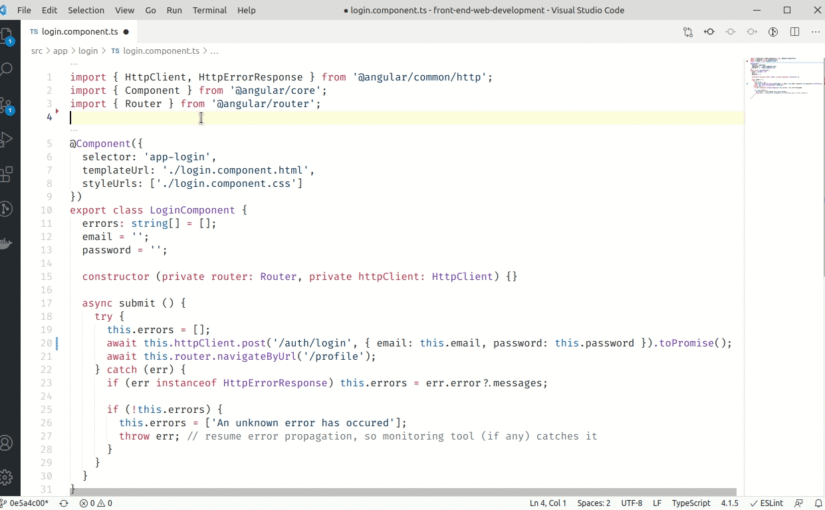 File Edit Selection View Go Run Terminal Help ● login.component.ts - front-end-web-development - Visual Studio Code
TS login.component.ts ●
src > app > login > TS login.component.ts > ...
...
1 import { HttpClient, HttpErrorResponse } from '@angular/common/http';
2 import { Component } from '@angular/core';
3 import { Router } from '@angular/router';
4
...
5 @Component({
6 selector: 'app-login',
7 templateUrl: './login.component.html',
8 styleUrls: ['./login.component.css']
9 })
10 export class LoginComponent {
11 errors: string[] = [];
12 email = '';
13 password = '';
14
15 constructor (private router: Router, private httpClient: HttpClient) {}
16
17 async submit () {
18 try {
19 this.errors = [];
20 await this.httpClient.post('/auth/login', { email: this.email, password: this.password }).toPromise();
21 await this.router.navigateByUrl('/profile');
22 } catch (err) {
23 if (err instanceof HttpErrorResponse) this.errors = err.error?.messages;
24
25 if (!this.errors) {
26 this.errors = ['An unknown error has occured'];
27 throw err; // resume error propagation, so monitoring tool (if any) catches it
28 }
29 }
30 }
31 }
0e5a4c00* 0 0 Ln 4, Col 1 Spaces: 2 UTF-8 LF TypeScript 4.1.5 ESLint